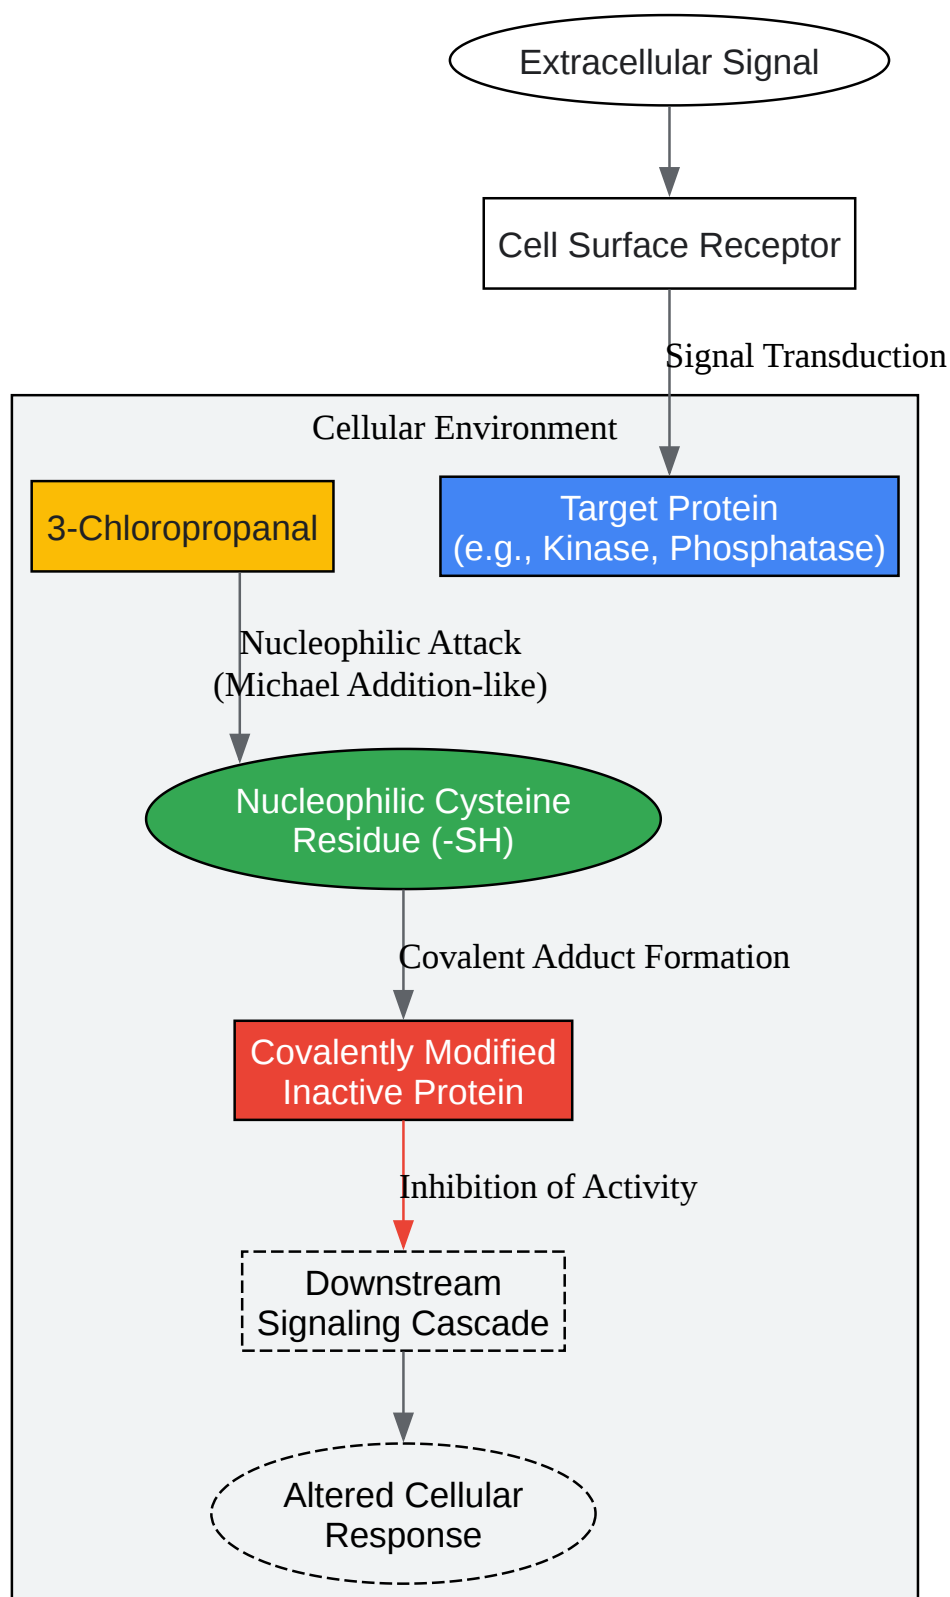 Extracellular Signal
Cell Surface Receptor
Signal Transduction
Cellular Environment
3-Chloropropanal
Target Protein
(e.g., Kinase, Phosphatase)
Nucleophilic Attack
(Michael Addition-like)
Nucleophilic Cysteine
Residue (-SH)
Covalent Adduct Formation
Covalently Modified
Inactive Protein
Inhibition of Activity
Downstream
Signaling Cascade
Altered Cellular
Response